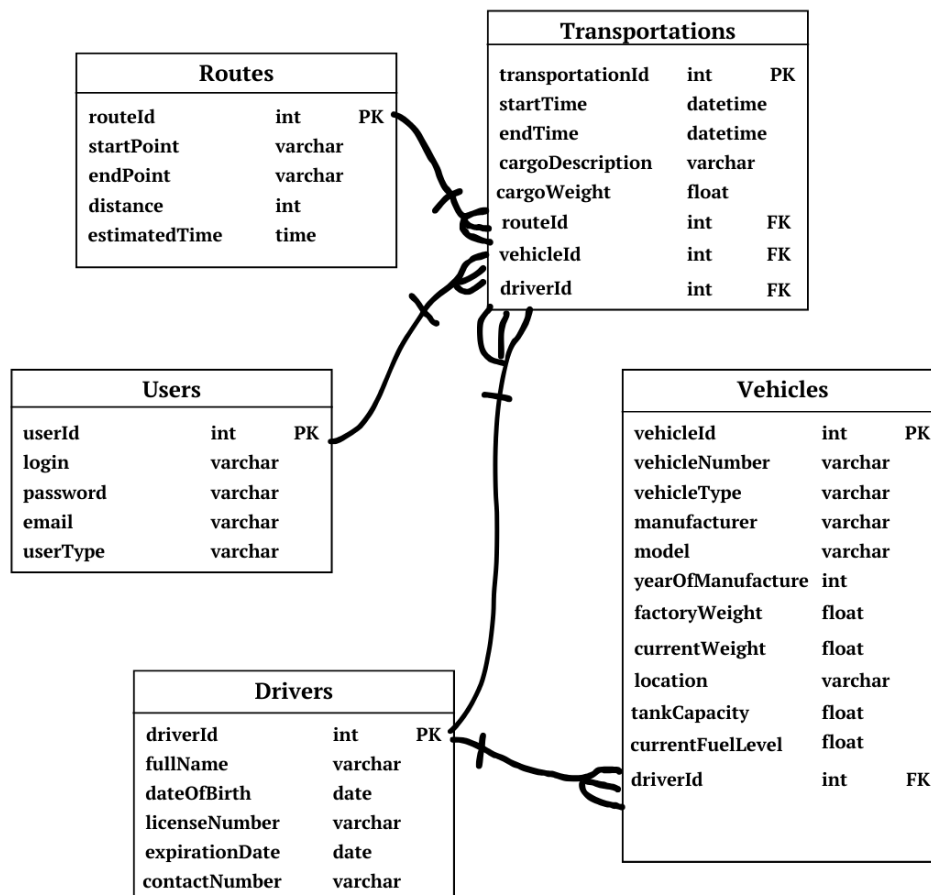 Transportations
transportationId int PK
startTime datetime
endTime datetime
cargoDescription varchar
cargoWeight float
routeId int FK
vehicleId int FK
driverId int FK
Routes
routeId int PK
startPoint varchar
endPoint varchar
distance int
estimatedTime time
Users
userId int PK
login varchar
password varchar
email varchar
userType varchar
Vehicles
vehicleId int PK
vehicleNumber varchar
vehicleType varchar
manufacturer varchar
model varchar
yearOfManufacture int
factoryWeight float
currentWeight float
location varchar
tankCapacity float
currentFuelLevel float
driverId int FK
Drivers
driverId int PK
fullName varchar
dateOfBirth date
licenseNumber varchar
expirationDate date
contactNumber varchar